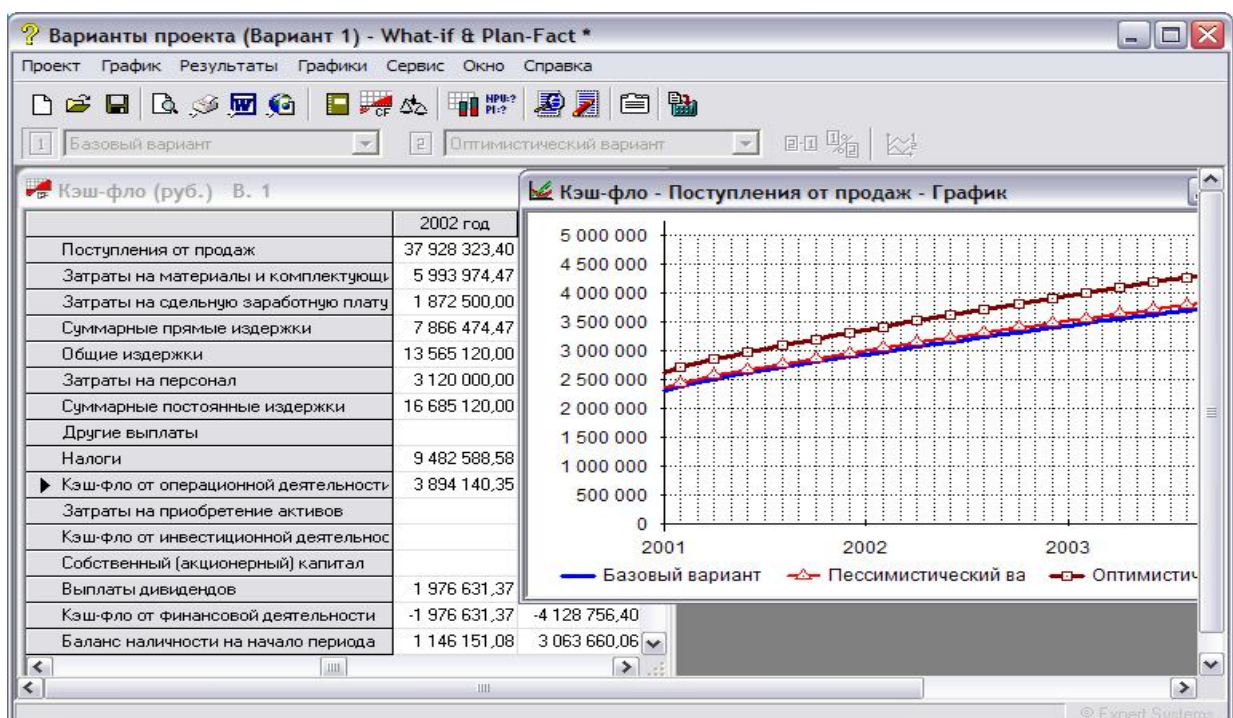 Варианты проекта (Вариант 1) - What-if & Plan-Fact *
Проект График Результаты Графики Сервис Окно Справка
CF NPU:? PI:?
1 Базовый вариант 2 Оптимистический вариант
Кэш-фло (руб.) В. 1
2002 год
Поступления от продаж 37 928 323,40
Затраты на материалы и комплектующи 5 993 974,47
Затраты на сдельную заработную плату 1 872 500,00
Суммарные прямые издержки 7 866 474,47
Общие издержки 13 565 120,00
Затраты на персонал 3 120 000,00
Суммарные постоянные издержки 16 685 120,00
Другие выплаты
Налоги 9 482 588,58
Кэш-фло от операционной деятельности 3 894 140,35
Затраты на приобретение активов
Кэш-фло от инвестиционной деятельнос
Собственный (акционерный) капитал
Выплаты дивидендов 1 976 631,37
Кэш-фло от финансовой деятельности -1 976 631,37 -4 128 756,40
Баланс наличности на начало периода 1 146 151,08 3 063 660,06
Кэш-фло - Поступления от продаж - График
5 000 000
4 500 000
4 000 000
3 500 000
3 000 000
2 500 000
2 000 000
1 500 000
1 000 000
500 000
0
2001 2002 2003
Базовый вариант Пессимистический ва Оптимистич
© Expert Systems